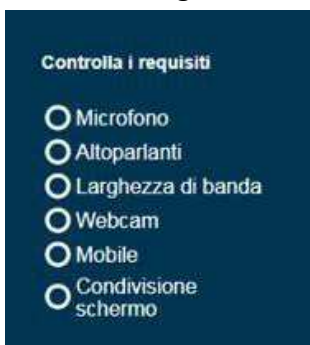 Controlla i requisiti
Microfono
Altoparlanti
Larghezza di banda
Webcam
Mobile
Condivisione
schermo